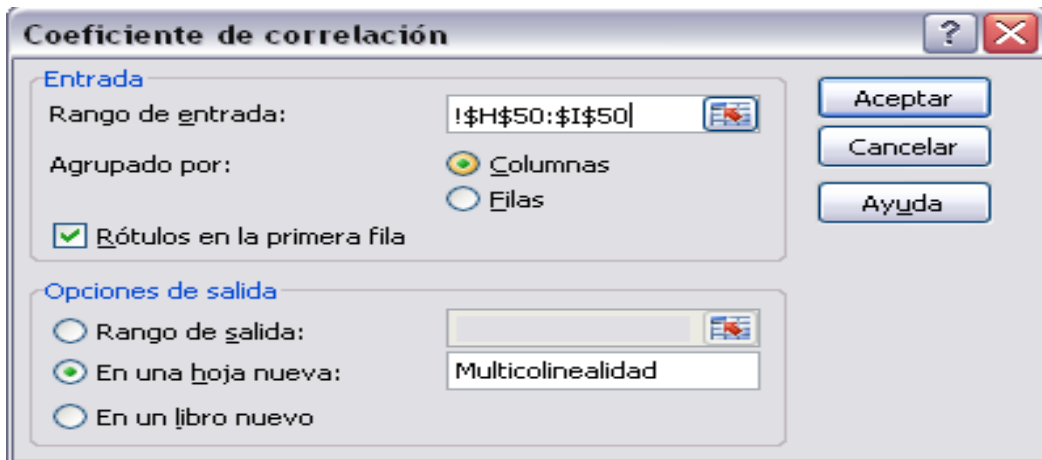 Coeficiente de correlación
Entrada
Rango de entrada: !$H$50:$I$50
Agrupado por: Columnas
Filas
Rótulos en la primera fila
Opciones de salida
Rango de salida:
En una hoja nueva: Multicolinealidad
En un libro nuevo
Aceptar
Cancelar
Ayuda